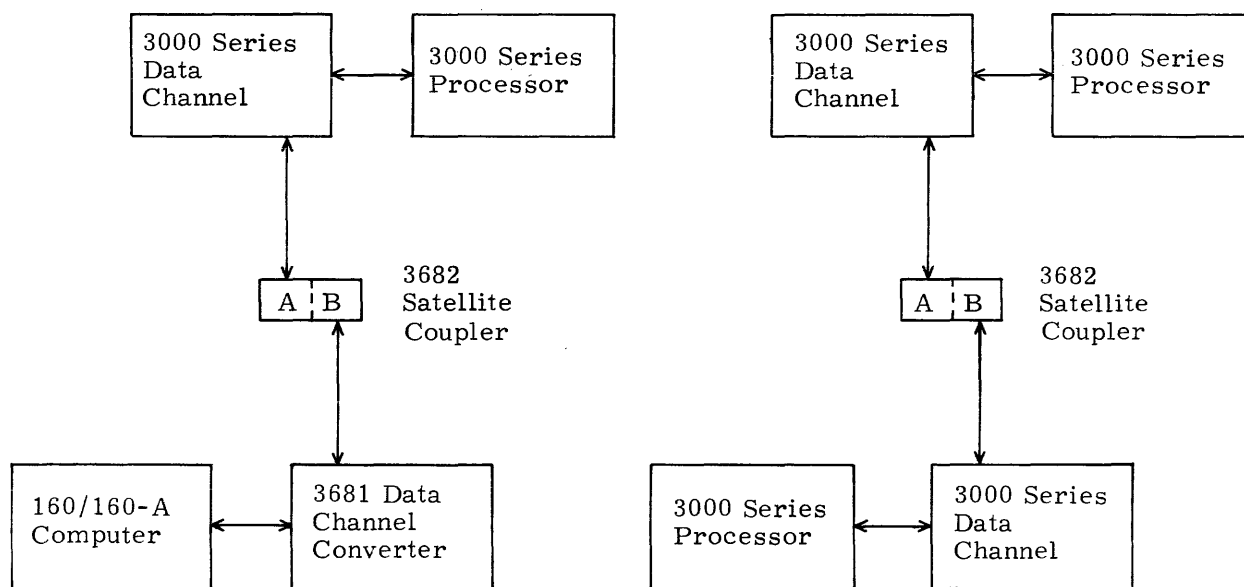 3000 Series
Data
Channel
3000 Series
Processor
3682
Satellite
Coupler
A B
160/160-A
Computer
3681 Data
Channel
Converter
3000 Series
Data
Channel
3000 Series
Processor
3682
Satellite
Coupler
A B
3000 Series
Processor
3000 Series
Data
Channel